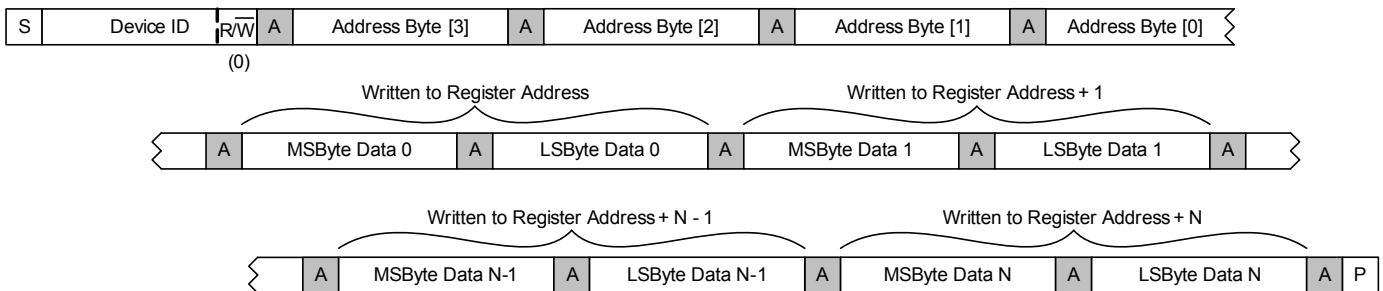 S Device ID R/W A Address Byte [3] A Address Byte [2] A Address Byte [1] A Address Byte [0]
(0)
Written to Register Address Written to Register Address + 1
A MSByte Data 0 A LSByte Data 0 A MSByte Data 1 A LSByte Data 1 A
Written to Register Address + N - 1 Written to Register Address + N
A MSByte Data N-1 A LSByte Data N-1 A MSByte Data N A LSByte Data N A P